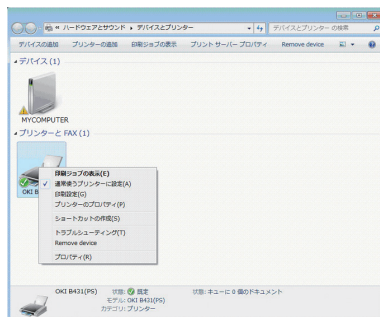 « ハードウェアとサウンド ▸ デバイスとプリンター
デバイスとプリンターの検索
デバイスの追加 プリンターの追加 印刷ジョブの表示 プリント サーバー プロパティ Remove device
デバイス (1)
MYCOMPUTER
プリンターと FAX (1)
OKI B
印刷ジョブの表示(E)
通常使うプリンターに設定(A)
印刷設定(G)
プリンターのプロパティ(P)
ショートカットの作成(S)
トラブルシューティング(T)
Remove device
プロパティ(R)
OKI B431(PS) 状態: 既定 状態: キューに 0 個のドキュメント
モデル: OKI B431(PS)
カテゴリ: プリンター